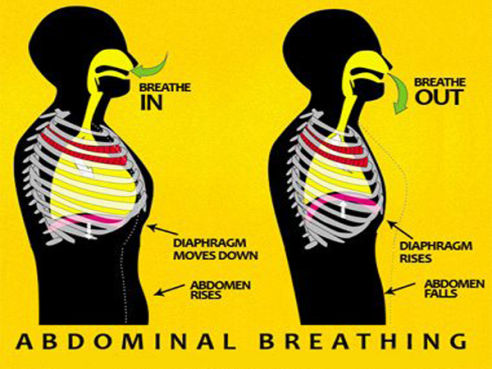 BREATHE
IN
BREATHE
OUT
DIAPHRAGM
MOVES DOWN
DIAPHRAGM
RISES
ABDOMEN
RISES
ABDOMEN
FALLS
ABDOMINAL BREATHING